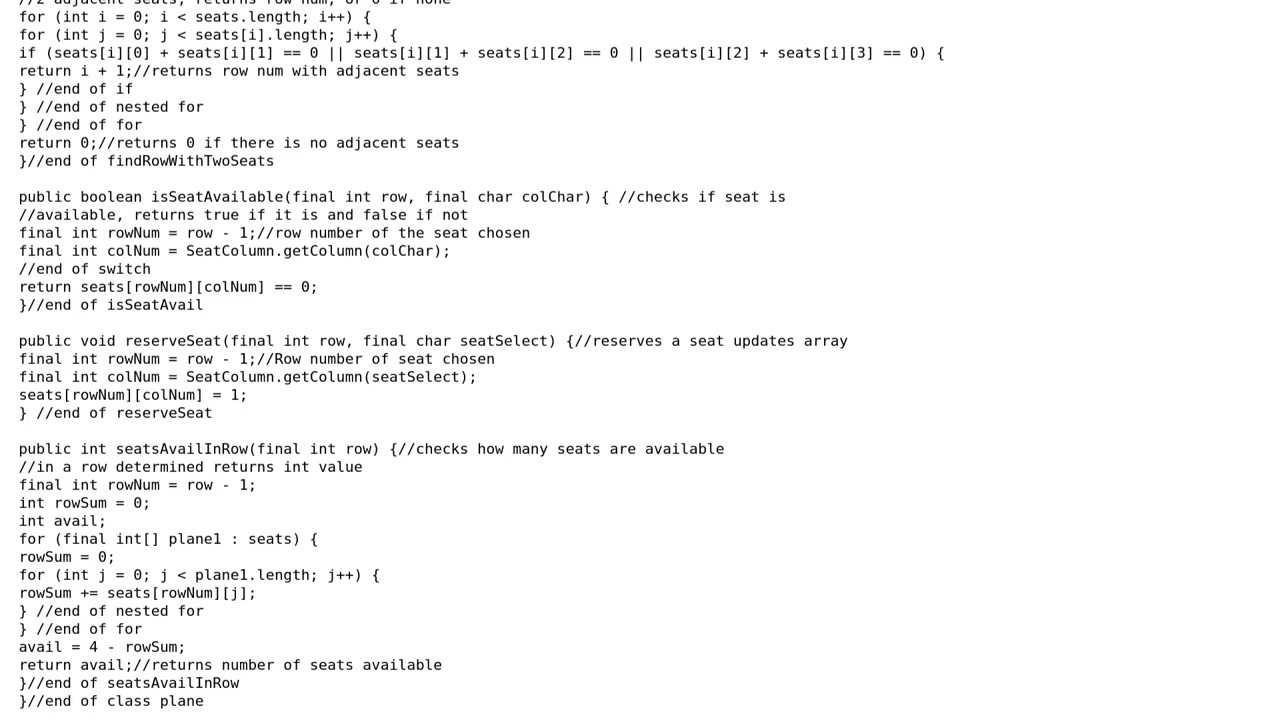 //2 adjacent seats, returns row num, or 0 if none
for (int i = 0; i < seats.length; i++) {
for (int j = 0; j < seats[i].length; j++) {
if (seats[i][0] + seats[i][1] == 0 || seats[i][1] + seats[i][2] == 0 || seats[i][2] + seats[i][3] == 0) {
return i + 1;//returns row num with adjacent seats
} //end of if
} //end of nested for
} //end of for
return 0;//returns 0 if there is no adjacent seats
}//end of findRowWithTwoSeats
public boolean isSeatAvailable(final int row, final char colChar) { //checks if seat is
//available, returns true if it is and false if not
final int rowNum = row - 1;//row number of the seat chosen
final int colNum = SeatColumn.getColumn(colChar);
//end of switch
return seats[rowNum][colNum] == 0;
}//end of isSeatAvail
public void reserveSeat(final int row, final char seatSelect) {//reserves a seat updates array
final int rowNum = row - 1;//Row number of seat chosen
final int colNum = SeatColumn.getColumn(seatSelect);
seats[rowNum][colNum] = 1;
} //end of reserveSeat
public int seatsAvailInRow(final int row) {//checks how many seats are available
//in a row determined returns int value
final int rowNum = row - 1;
int rowSum = 0;
int avail;
for (final int[] plane1 : seats) {
rowSum = 0;
for (int j = 0; j < plane1.length; j++) {
rowSum += seats[rowNum][j];
} //end of nested for
} //end of for
avail = 4 - rowSum;
return avail;//returns number of seats available
}//end of seatsAvailInRow
}//end of class plane